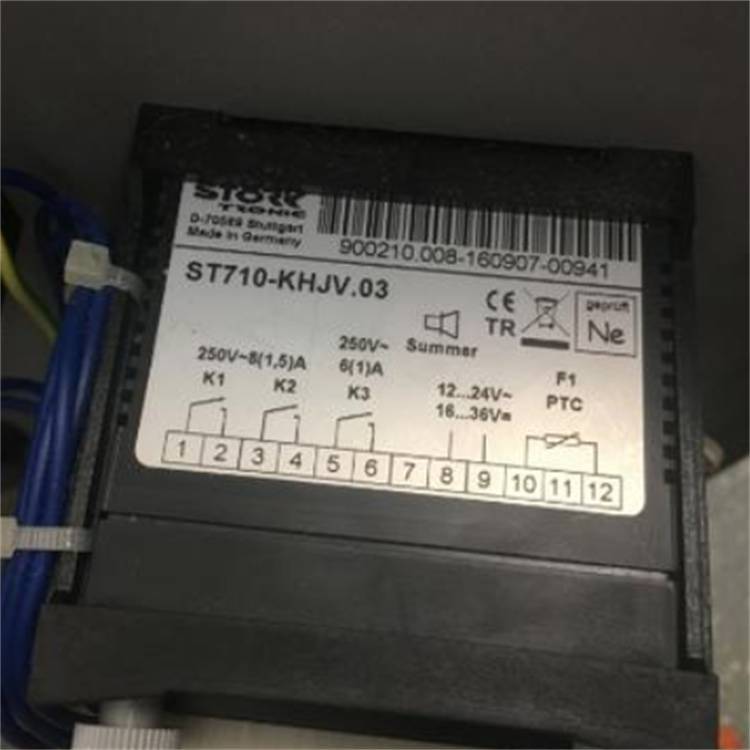 STÖRK
TRONIC
D-70569 Stuttgart
Made in Germany
900210.008-160907-00941
ST710-KHJV.03
CE
TR
geprüft
Ne
Summer
250V~8(1,5)A
K1
K2
250V~
6(1)A
K3
12...24V~
16...36V=
F1
PTC
1 2 3 4 5 6 7 8 9 10 11 12